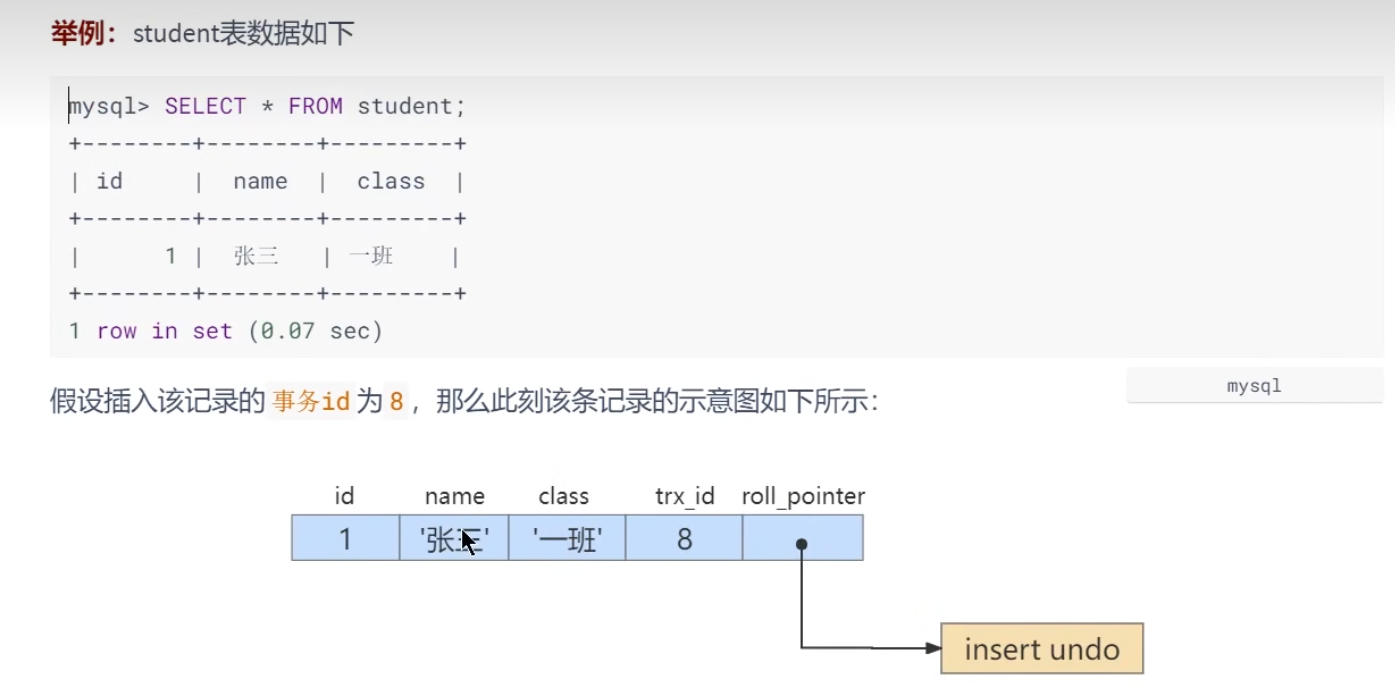 举例：student表数据如下
mysql> SELECT * FROM student;
+--------+--------+---------+
| id     |  name  |  class  |
+--------+--------+---------+
|      1 |  张三   | 一班    |
+--------+--------+---------+
1 row in set (0.07 sec)
mysql
假设插入该记录的 事务id 为 8 ，那么此刻该条记录的示意图如下所示：
id name class trx_id roll_pointer
1 '张三' '一班' 8
insert undo